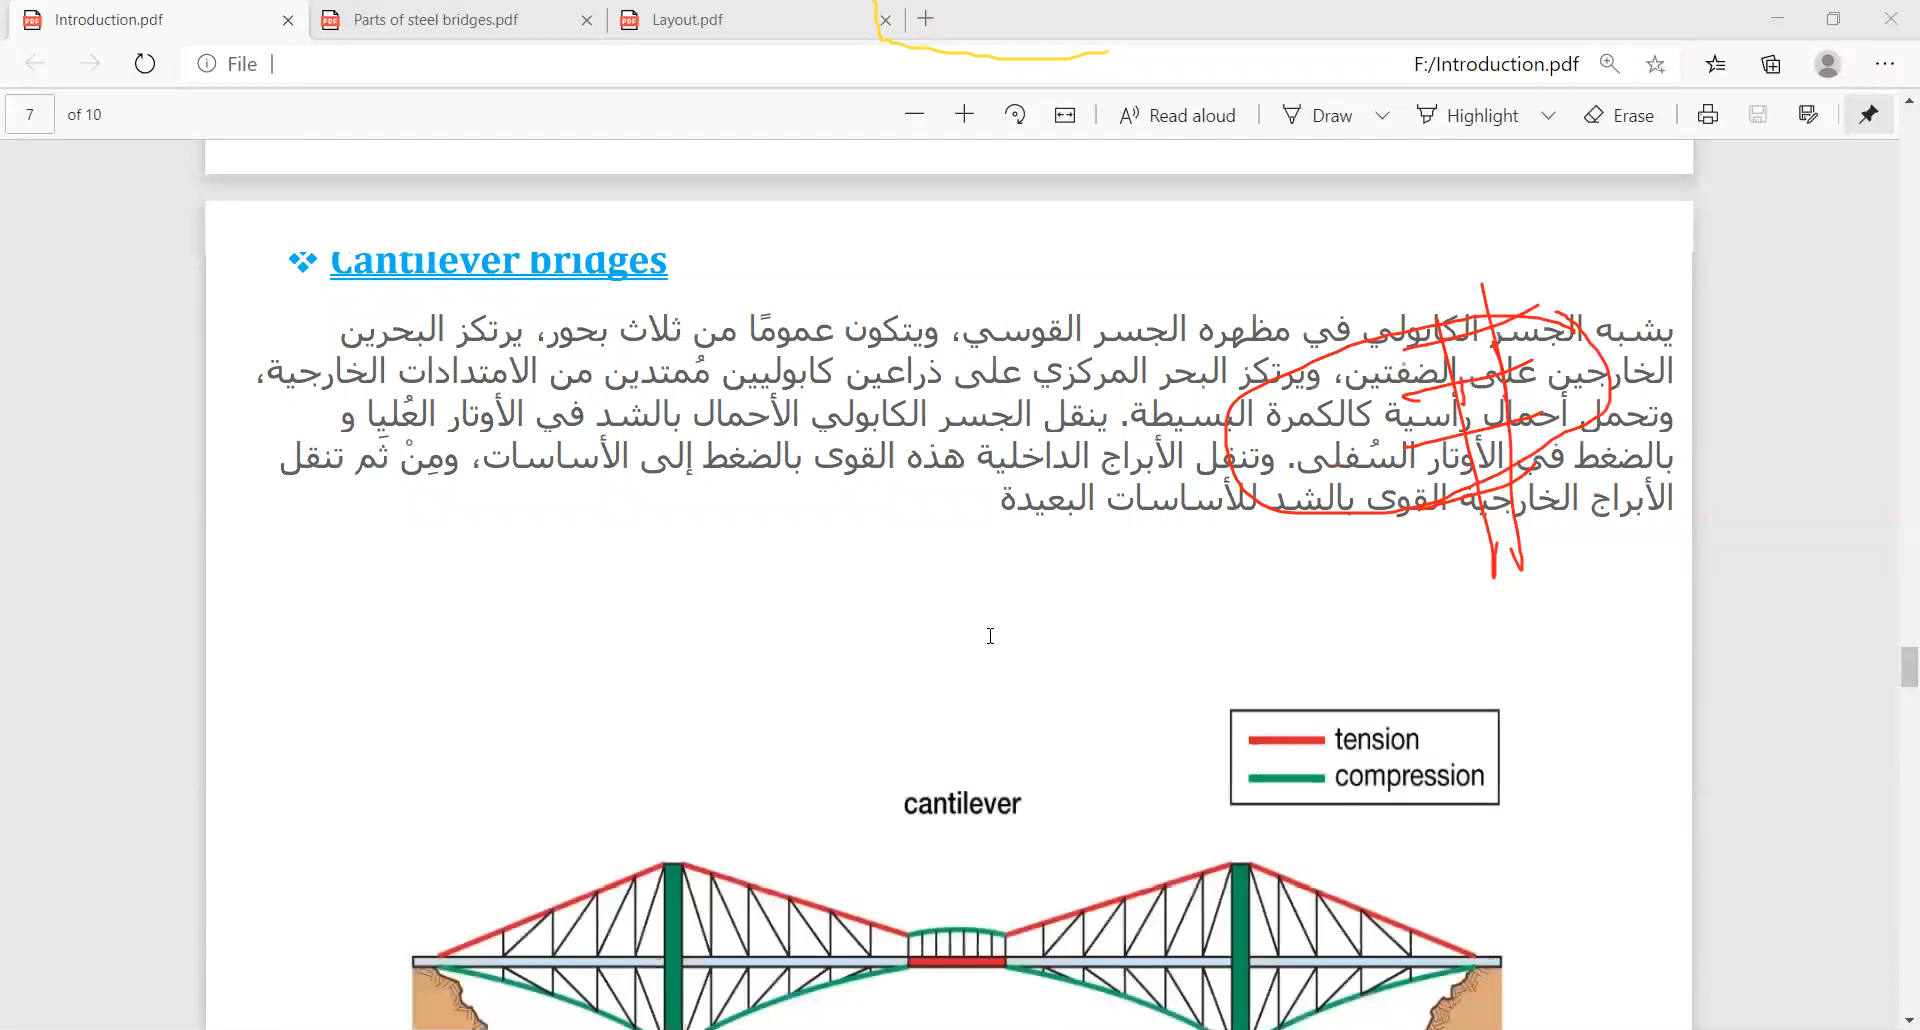 Introduction.pdf
Parts of steel bridges.pdf
Layout.pdf
File
F:/Introduction.pdf
7 of 10
Read aloud
Draw
Highlight
Erase
Cantilever bridges
يشبه الجسر الكابولي في مظهره الجسر القوسي، ويتكون عمومًا من ثلاث بحور، يرتكز البحرين
الخارجين على الضفتين، ويرتكز البحر المركزي على ذراعين كابوليين مُمتدين من الامتدادات الخارجية،
وتحمل أحمال رأسية كالكمرة البسيطة. ينقل الجسر الكابولي الأحمال بالشد في الأوتار العُليا و
بالضغط في الأوتار السُفلى. وتنقل الأبراج الداخلية هذه القوى بالضغط إلى الأساسات، ومِنْ ثَم تنقل
الأبراج الخارجية القوى بالشد للأساسات البعيدة
tension
compression
cantilever